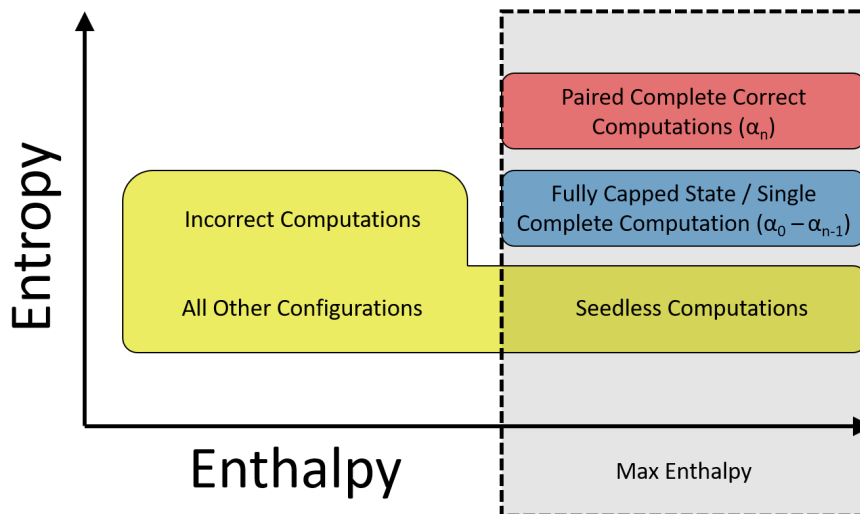 Entropy
Paired Complete Correct
Computations (αn)
Fully Capped State / Single
Complete Computation (α0 – αn-1)
Incorrect Computations
All Other Configurations
Seedless Computations
Enthalpy
Max Enthalpy